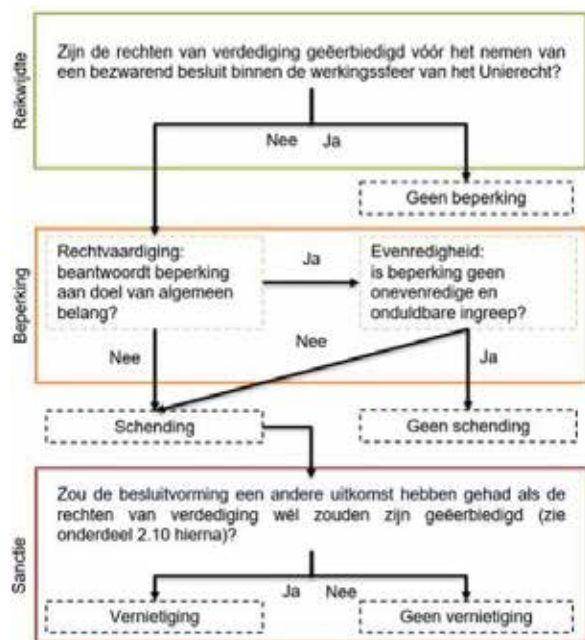 Reikwijdte
Zijn de rechten van verdediging geëerbiedigd vóór het nemen van
een bezwarend besluit binnen de werkingssfeer van het Unierecht?
Nee Ja
Geen beperking
Beperking
Rechtvaardiging:
beantwoordt beperking
aan doel van algemeen
belang?
Ja
Evenredigheid:
is beperking geen
onevenredige en
onduldbare ingreep?
Nee
Nee
Ja
Schending
Geen schending
Sanctie
Zou de besluitvorming een andere uitkomst hebben gehad als de
rechten van verdediging wél zouden zijn geëerbiedigd (zie
onderdeel 2.10 hierna)?
Ja Nee
Vernietiging
Geen vernietiging